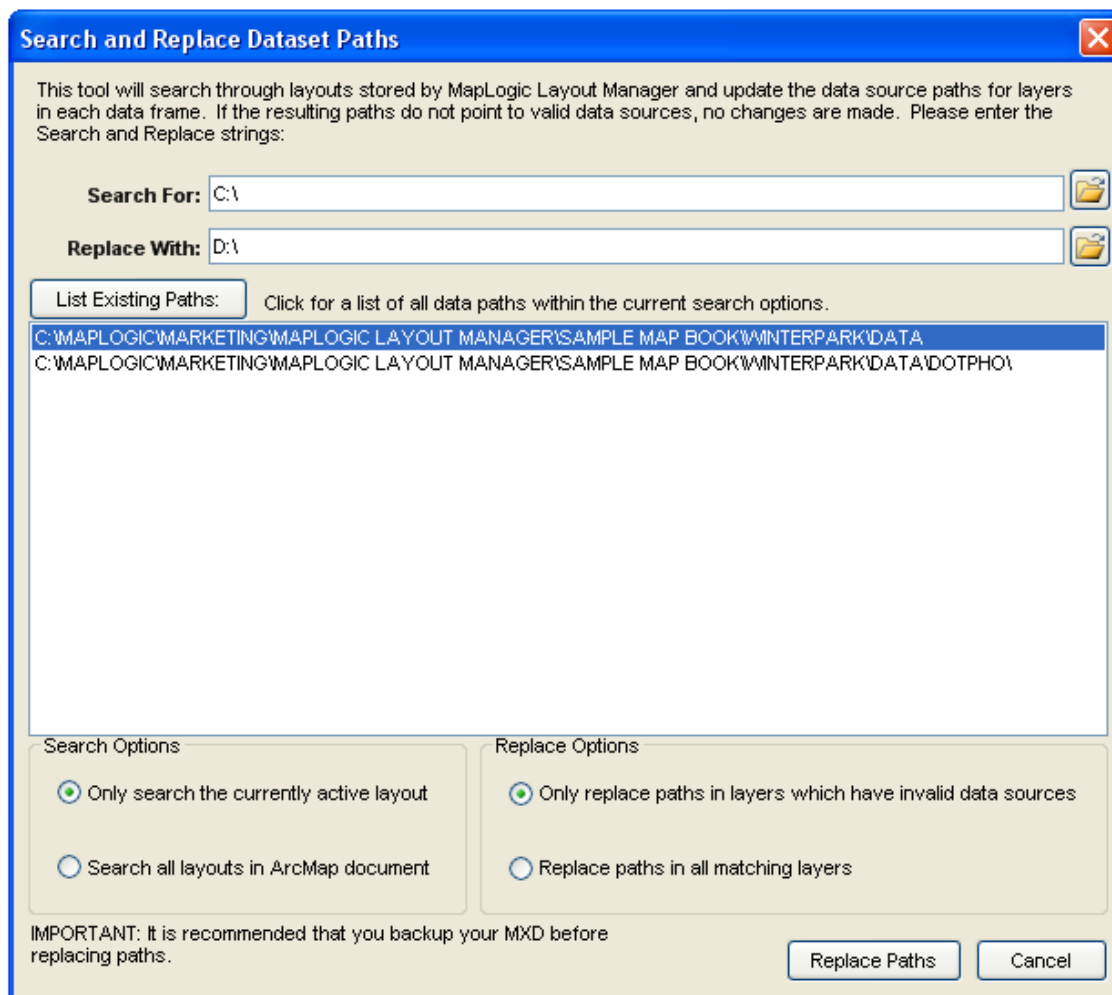 Search and Replace Dataset Paths
This tool will search through layouts stored by MapLogic Layout Manager and update the data source paths for layers
in each data frame. If the resulting paths do not point to valid data sources, no changes are made. Please enter the
Search and Replace strings:
Search For: C:\
Replace With: D:\
List Existing Paths: Click for a list of all data paths within the current search options.
C:\MAPLOGIC\MARKETING\MAPLOGIC LAYOUT MANAGER\SAMPLE MAP BOOK\WINTERPARK\DATA
C:\MAPLOGIC\MARKETING\MAPLOGIC LAYOUT MANAGER\SAMPLE MAP BOOK\WINTERPARK\DATA\DOTPHO\
Search Options
Only search the currently active layout
Search all layouts in ArcMap document
Replace Options
Only replace paths in layers which have invalid data sources
Replace paths in all matching layers
IMPORTANT: It is recommended that you backup your MXD before
replacing paths.
Replace Paths
Cancel